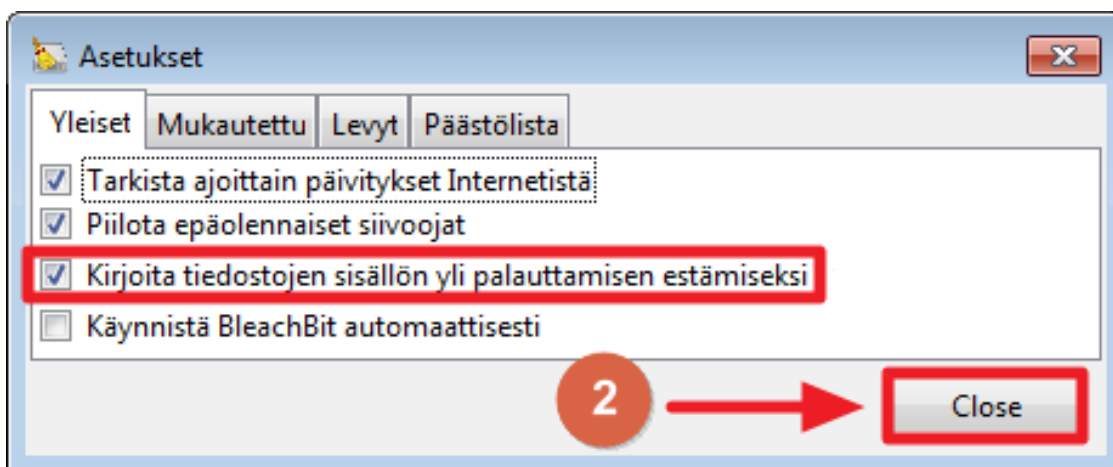 Asetukset
Yleiset Mukautettu Levyt Päästölista
Tarkista ajoittain päivitykset Internetistä
Piilota epäolennaiset siivoojat
Kirjoita tiedostojen sisällön yli palauttamisen estämiseksi
Käynnistä BleachBit automaattisesti
2 Close